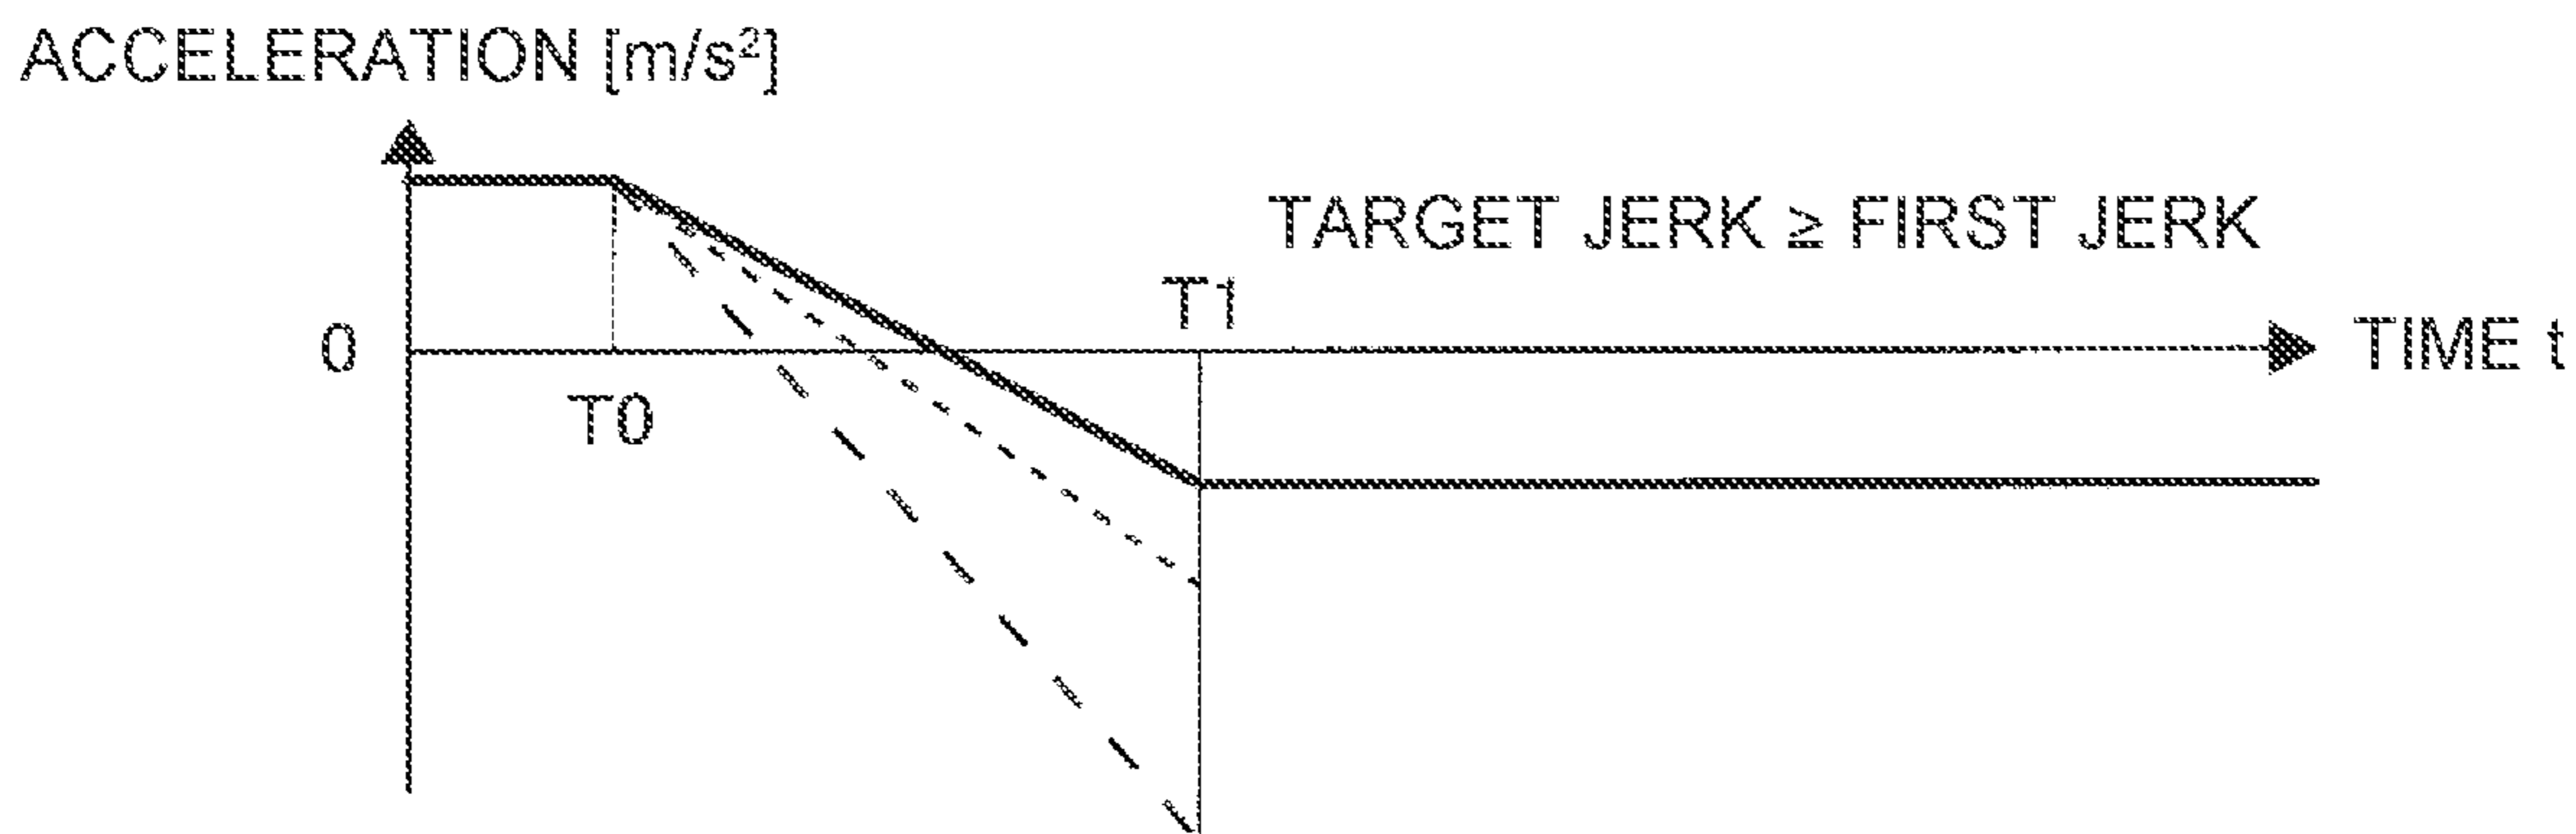 ACCELERATION [m/s²]
TARGET JERK ≥ FIRST JERK
T1
0
TIME t
T0